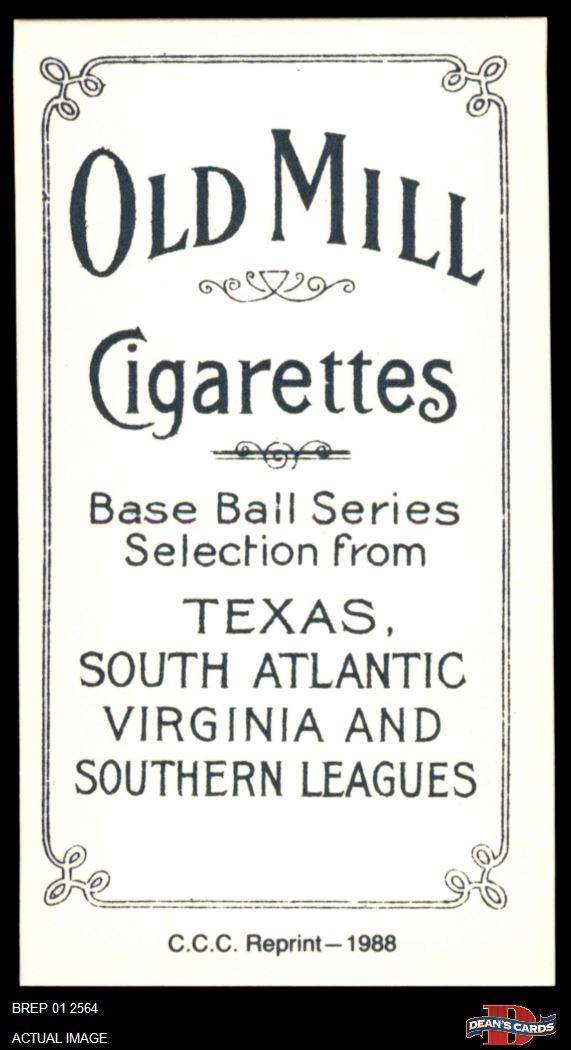 OLD MILL
Cigarettes
Base Ball Series
Selection from
TEXAS,
SOUTH ATLANTIC
VIRGINIA AND
SOUTHERN LEAGUES
C.C.C. Reprint—1988
BREP 01 2564
ACTUAL IMAGE
D
DEAN'S CARDS